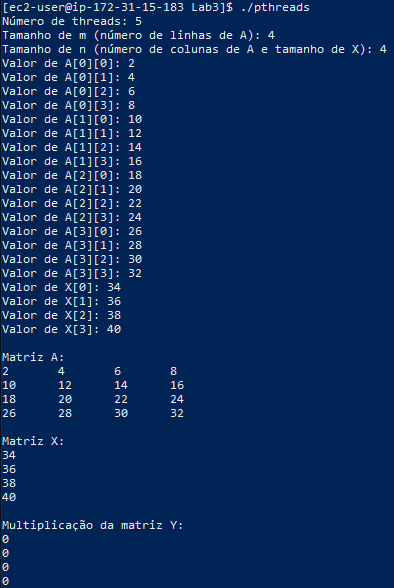 [ec2-user@ip-172-31-15-183 Lab3]$ ./pthreads
Número de threads: 5
Tamanho de m (número de linhas de A): 4
Tamanho de n (número de colunas de A e tamanho de X): 4
Valor de A[0][0]: 2
Valor de A[0][1]: 4
Valor de A[0][2]: 6
Valor de A[0][3]: 8
Valor de A[1][0]: 10
Valor de A[1][1]: 12
Valor de A[1][2]: 14
Valor de A[1][3]: 16
Valor de A[2][0]: 18
Valor de A[2][1]: 20
Valor de A[2][2]: 22
Valor de A[2][3]: 24
Valor de A[3][0]: 26
Valor de A[3][1]: 28
Valor de A[3][2]: 30
Valor de A[3][3]: 32
Valor de X[0]: 34
Valor de X[1]: 36
Valor de X[2]: 38
Valor de X[3]: 40
Matriz A:
2 4 6 8
10 12 14 16
18 20 22 24
26 28 30 32
Matriz X:
34
36
38
40
Multiplicação da matriz Y:
0
0
0
0